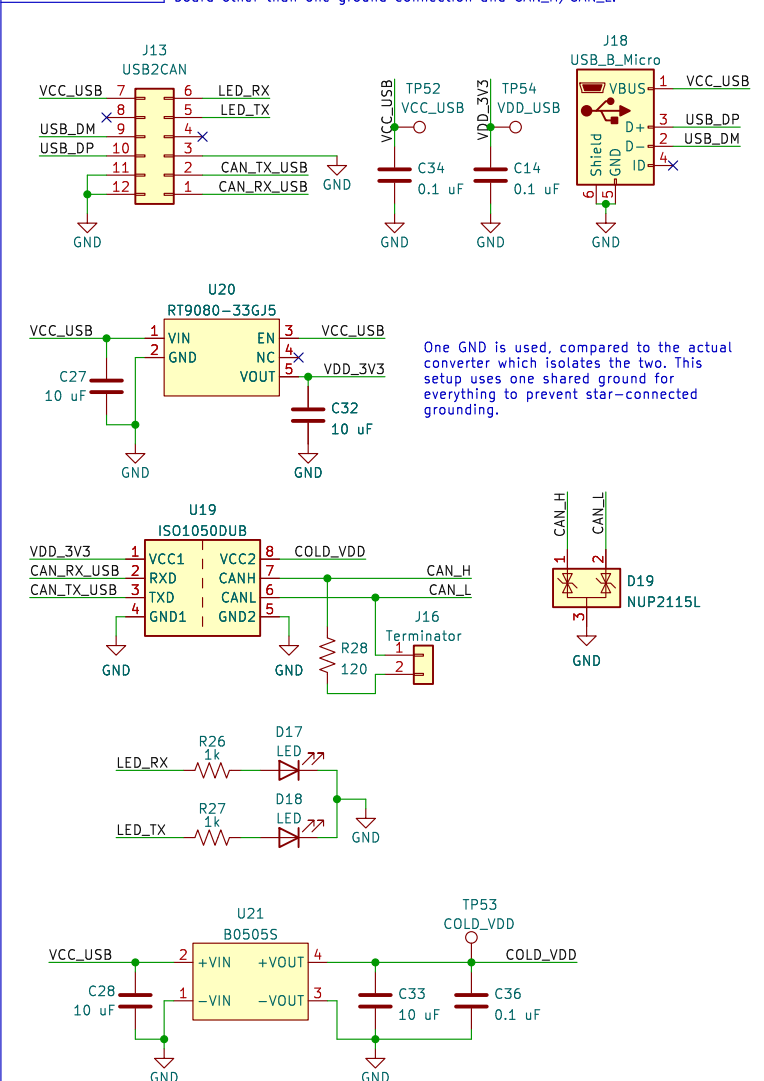 board other than one ground connection and CAN_H/CAN_L.
J13
USB2CAN
VCC_USB 7 6 LED_RX
8 5 LED_TX
USB_DM 9 4
USB_DP 10 3
11 2 CAN_TX_USB
12 1 CAN_RX_USB
GND
GND
VCC_USB
TP52
VCC_USB
C34
0.1 uF
GND
VDD_3V3
TP54
VDD_USB
C14
0.1 uF
GND
J18
USB_B_Micro
VBUS 1 VCC_USB
D+ 3 USB_DP
D- 2 USB_DM
ID 4
Shield
GND
6
5
GND
U20
RT9080-33GJ5
VCC_USB 1 VIN EN 3 VCC_USB
2 GND NC 4
VOUT 5 VDD_3V3
C27
10 uF
C32
10 uF
GND
GND
One GND is used, compared to the actual
converter which isolates the two. This
setup uses one shared ground for
everything to prevent star-connected
grounding.
U19
ISO1050DUB
VDD_3V3 1 VCC1 VCC2 8 COLD_VDD
CAN_RX_USB 2 RXD CANH 7 CAN_H
CAN_TX_USB 3 TXD CANL 6 CAN_L
4 GND1 GND2 5
GND
GND
J16
Terminator
R28
120
1
2
CAN_H
CAN_L
1
2
D19
NUP2115L
3
GND
D17
LED
R26
1k
LED_RX
D18
LED
R27
1k
LED_TX
GND
U21
B0505S
TP53
COLD_VDD
VCC_USB 2 +VIN +VOUT 4 COLD_VDD
1 -VIN -VOUT 3
C28
10 uF
C33
10 uF
C36
0.1 uF
GND
GND